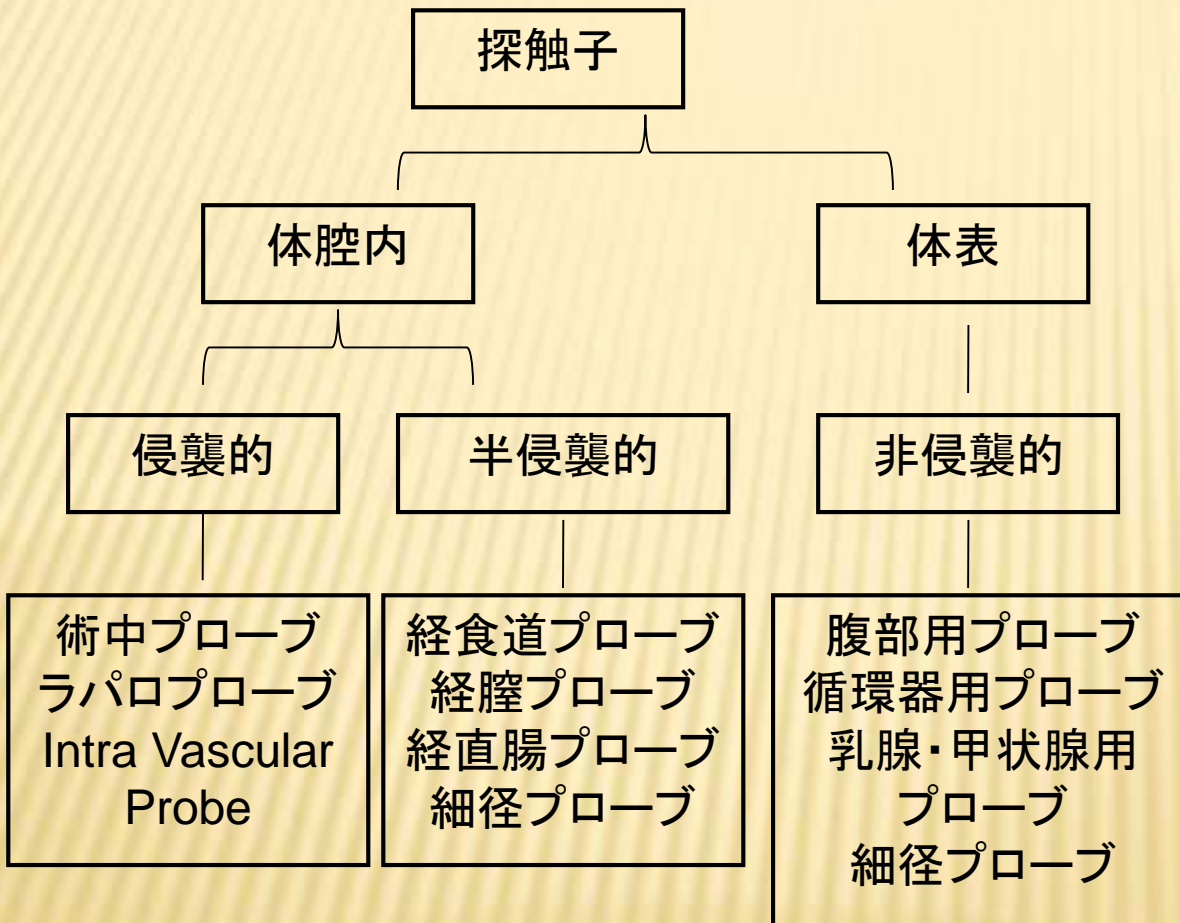 探触子
体腔内
体表
侵襲的
半侵襲的
非侵襲的
術中プローブ
ラパロプローブ
Intra Vascular
Probe
経食道プローブ
経膣プローブ
経直腸プローブ
細径プローブ
腹部用プローブ
循環器用プローブ
乳腺・甲状腺用
プローブ
細径プローブ